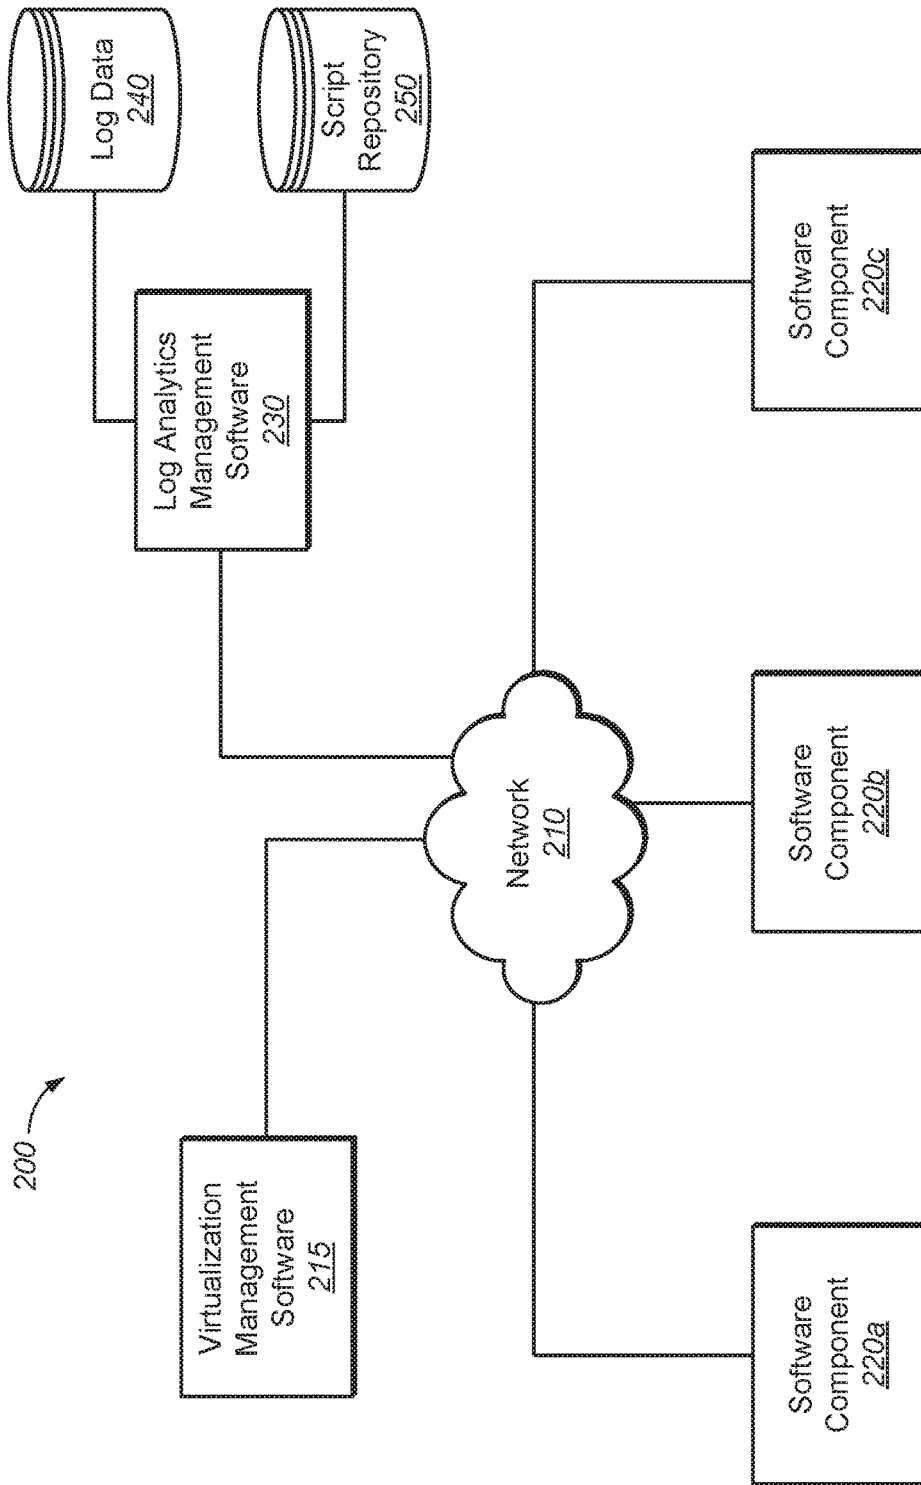 200
Log Data
240
Script
Repository
250
Log Analytics
Management
Software
230
Virtualization
Management
Software
215
Network
210
Software
Component
220a
Software
Component
220b
Software
Component
220c